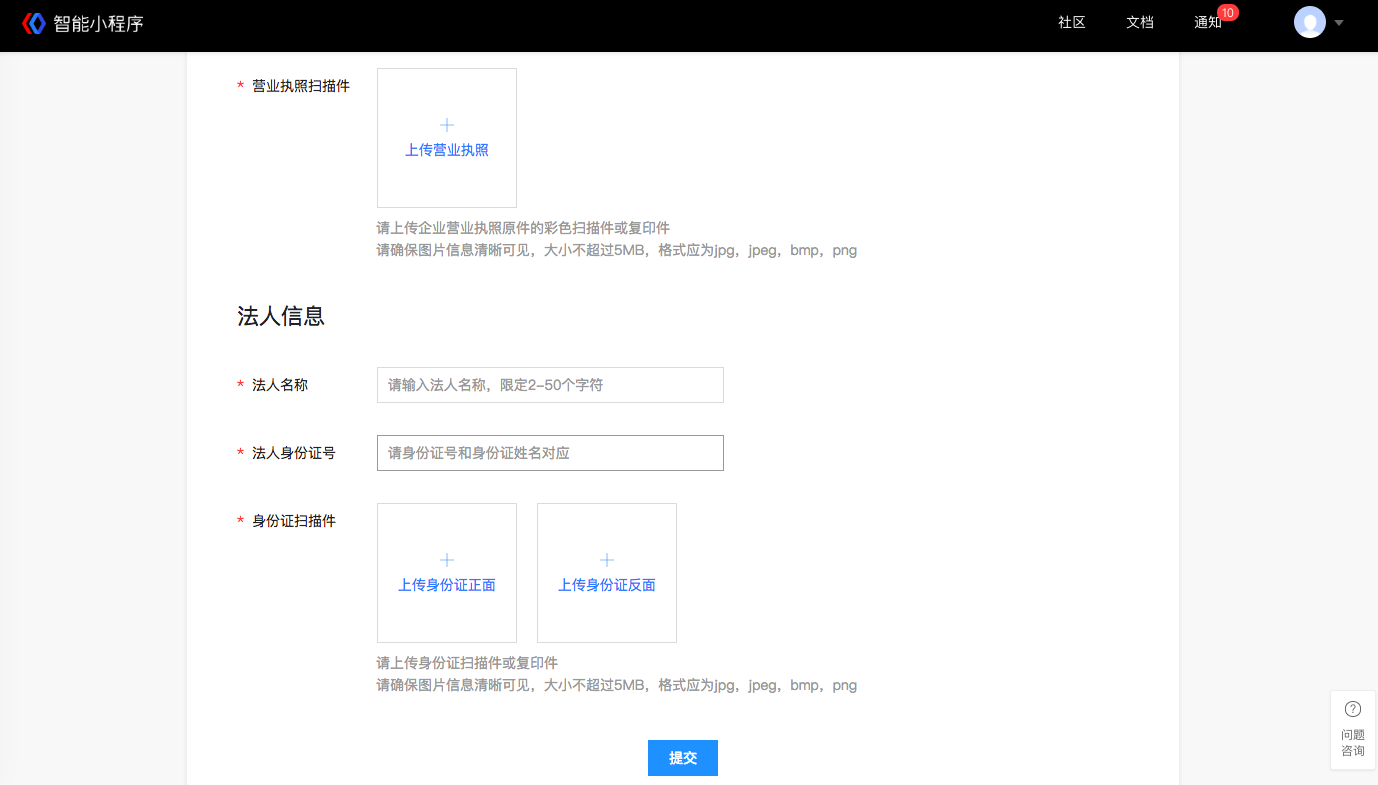 智能小程序
社区 文档 通知 10
* 营业执照扫描件
上传营业执照
请上传企业营业执照原件的彩色扫描件或复印件
请确保图片信息清晰可见，大小不超过5MB，格式应为jpg，jpeg，bmp，png
法人信息
* 法人名称
请输入法人名称，限定2-50个字符
* 法人身份证号
请身份证号和身份证姓名对应
* 身份证扫描件
上传身份证正面 上传身份证反面
请上传身份证扫描件或复印件
请确保图片信息清晰可见，大小不超过5MB，格式应为jpg，jpeg，bmp，png
提交
?
问题
咨询